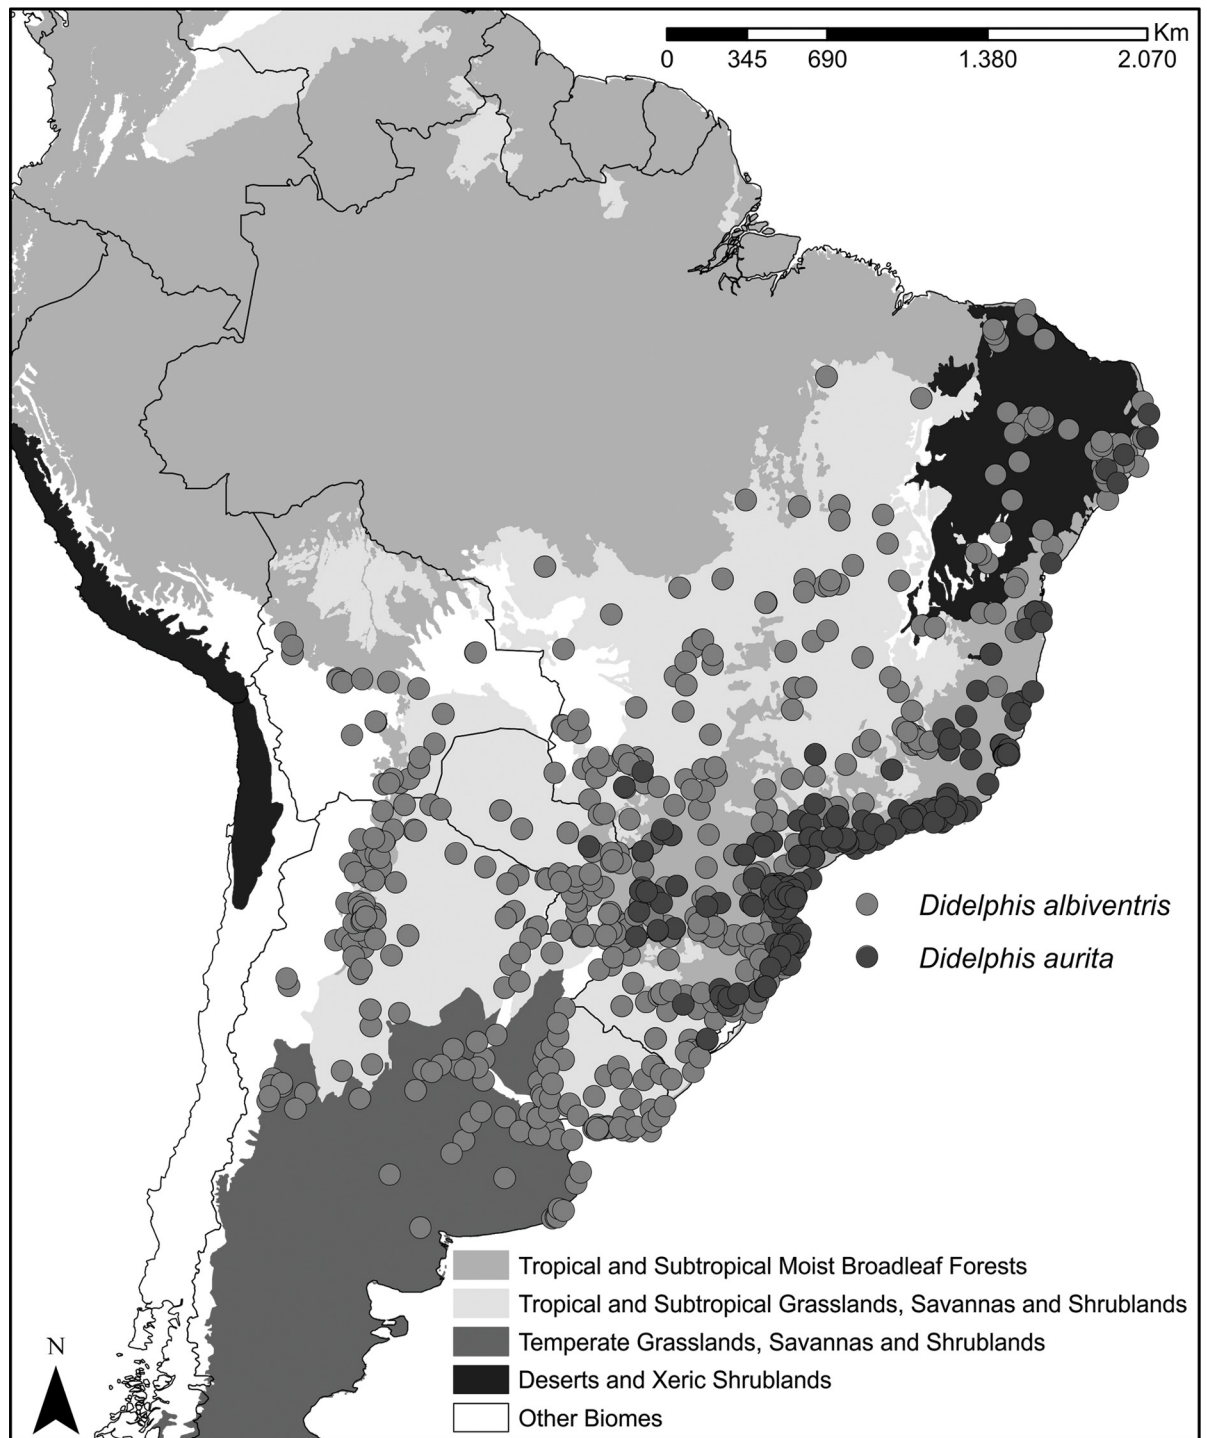 Km
0 345 690 1.380 2.070
Didelphis albiventris
Didelphis aurita
Tropical and Subtropical Moist Broadleaf Forests
Tropical and Subtropical Grasslands, Savannas and Shrublands
Temperate Grasslands, Savannas and Shrublands
Deserts and Xeric Shrublands
Other Biomes
N